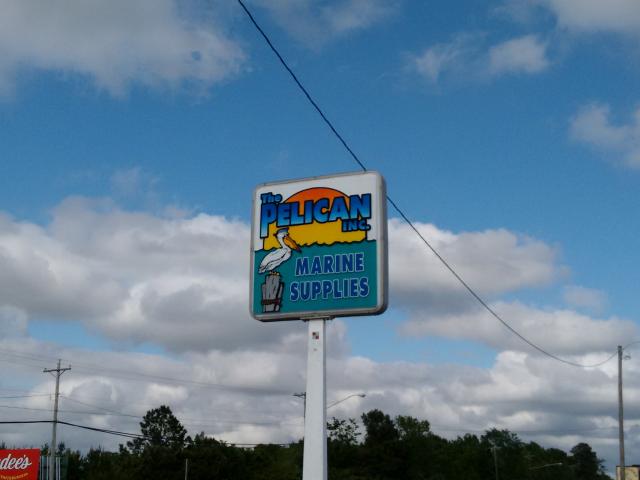 The
PELICAN
INC.
MARINE
SUPPLIES
dee's